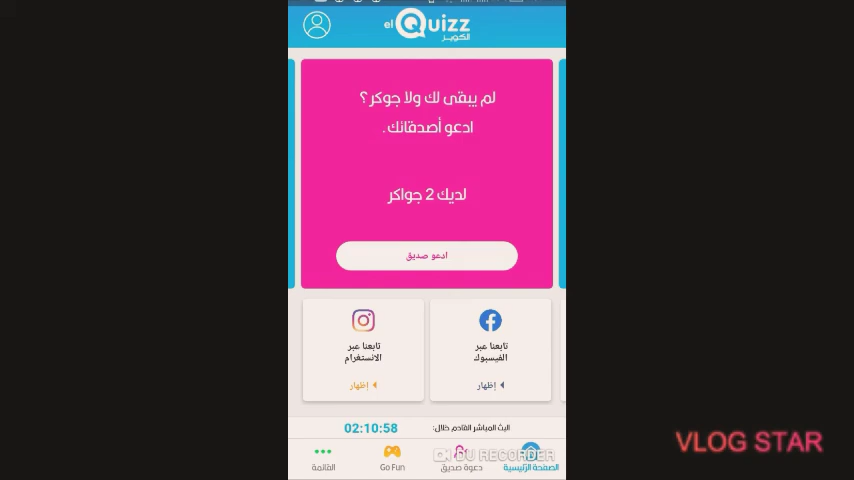 el Quizz
الكويز
لم يبقى لك ولا جوكر؟
ادعو أصدقائك.
لديك 2 جواكر
ادعو صديق
تابعنا عبر
الفيسبوك
إظهار
تابعنا عبر
الانستغرام
إظهار
البث المباشر القادم خلال:
02:10:58
الصفحة الرئيسية
دعوة صديق
Go Fun
القائمة
DU RECORDER
VLOG STAR